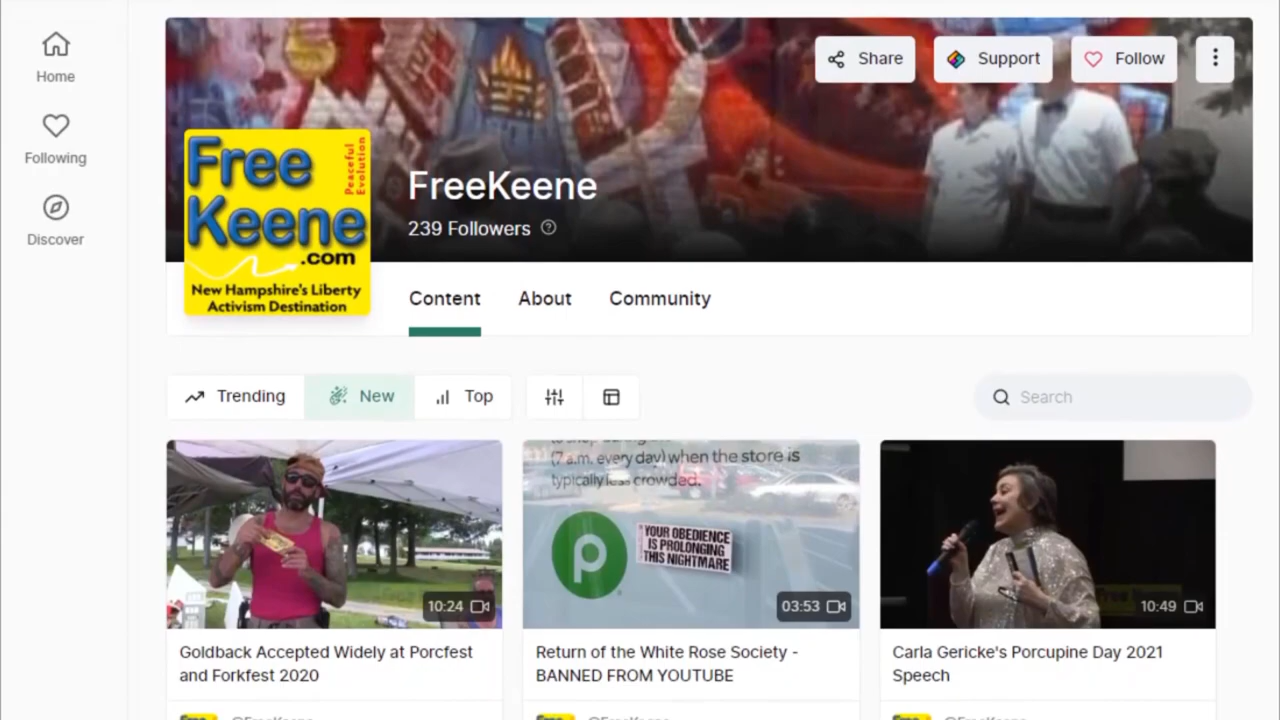 Home
Following
Discover
Share
Support
Follow
Free
Keene
.com
Peaceful
Evolution
New Hampshire's Liberty
Activism Destination
FreeKeene
239 Followers
Content
About
Community
Trending
New
Top
Search
(7 a.m. every day) when the store is
typically less crowded.
YOUR OBEDIENCE
IS PROLONGING
THIS NIGHTMARE
10:24
03:53
10:49
Goldback Accepted Widely at Porcfest
and Forkfest 2020
Return of the White Rose Society -
BANNED FROM YOUTUBE
Carla Gericke's Porcupine Day 2021
Speech
@FreeKeene
@FreeKeene
@FreeKeene